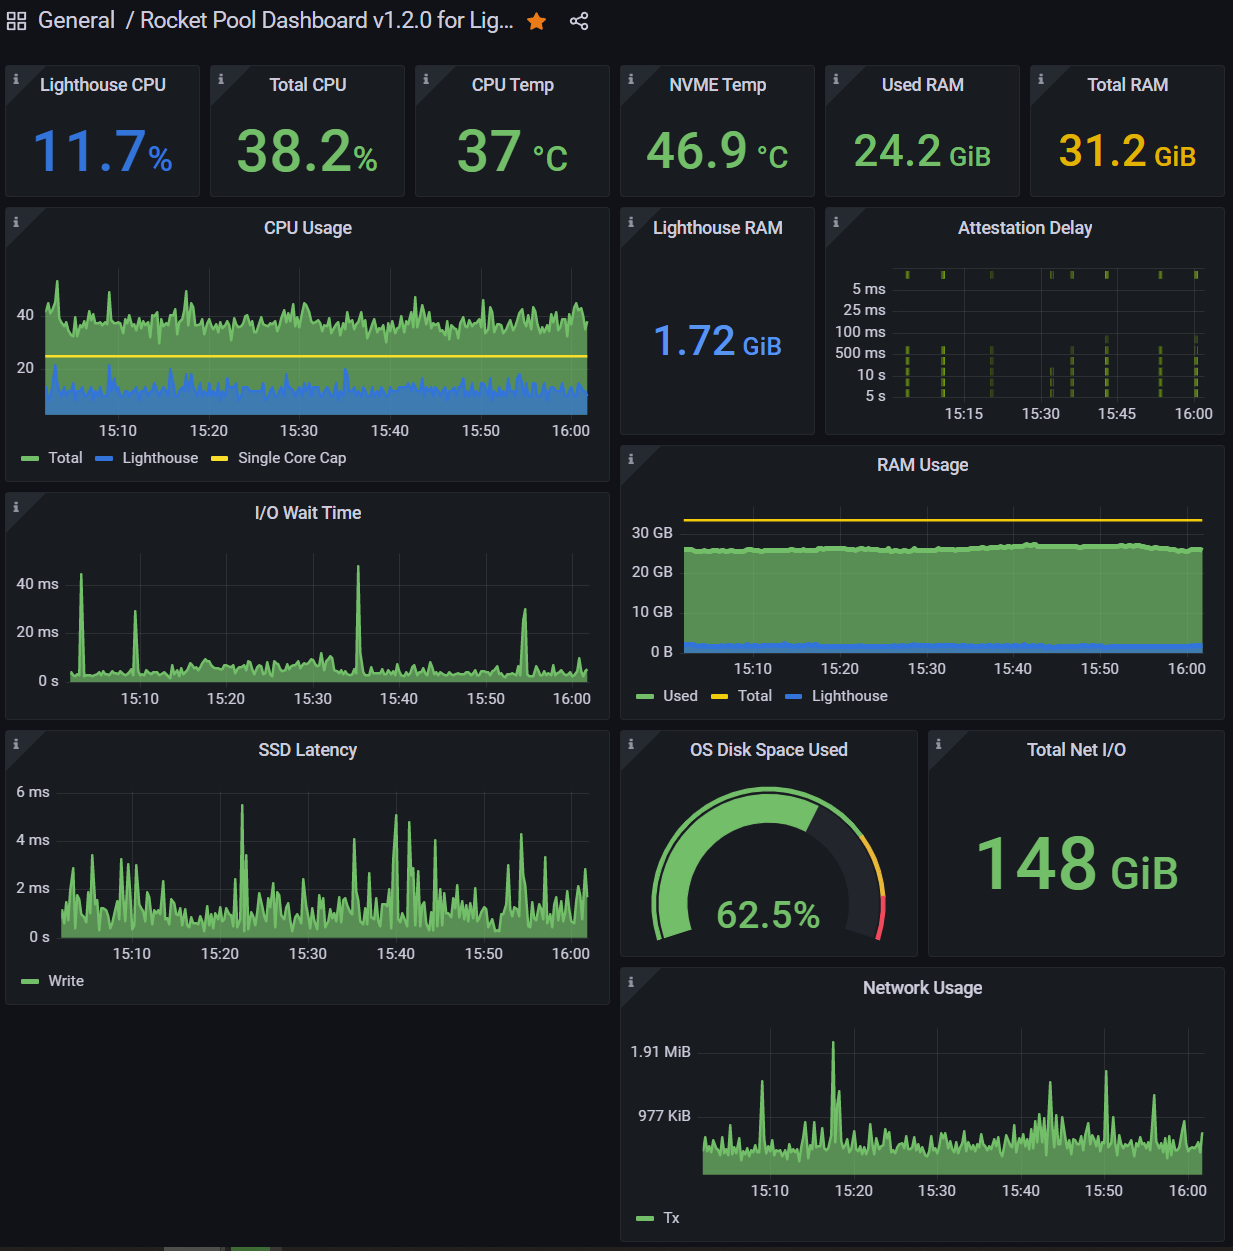 General / Rocket Pool Dashboard v1.2.0 for Lig...
Lighthouse CPU
11.7%
Total CPU
38.2%
CPU Temp
37 °C
NVME Temp
46.9 °C
Used RAM
24.2 GiB
Total RAM
31.2 GiB
CPU Usage
40
20
15:10 15:20 15:30 15:40 15:50 16:00
Total Lighthouse Single Core Cap
Lighthouse RAM
1.72 GiB
Attestation Delay
5 ms
25 ms
100 ms
500 ms
10 s
5 s
15:15 15:30 15:45 16:00
I/O Wait Time
40 ms
20 ms
0 s
15:10 15:20 15:30 15:40 15:50 16:00
RAM Usage
30 GB
20 GB
10 GB
0 B
15:10 15:20 15:30 15:40 15:50 16:00
Used Total Lighthouse
SSD Latency
6 ms
4 ms
2 ms
0 s
15:10 15:20 15:30 15:40 15:50 16:00
Write
OS Disk Space Used
62.5%
Total Net I/O
148 GiB
Network Usage
1.91 MiB
977 KiB
15:10 15:20 15:30 15:40 15:50 16:00
Tx